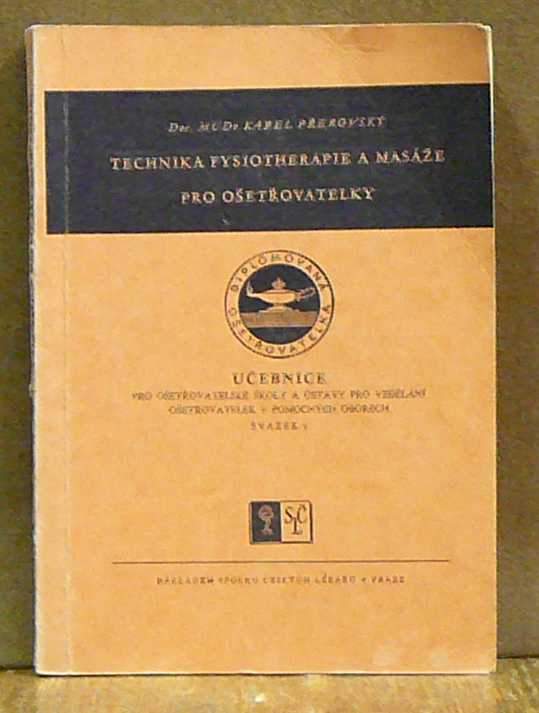 Doc. MUDr KAREL PŘEROVSKÝ
TECHNIKA FYSIOTHERAPIE A MASÁŽE
PRO OŠETŘOVATELKY
DIPLOMOVANÁ
OŠETŘOVATELKA
UČEBNICE
PRO OŠETŘOVATELSKÉ ŠKOLY A ÚSTAVY PRO VZDĚLÁNÍ
OŠETŘOVATELEK V POMOCNÝCH OBORECH
SVAZEK
SČL
NÁKLADEM SPOLKU ČESKÝCH LÉKAŘŮ V PRAZE